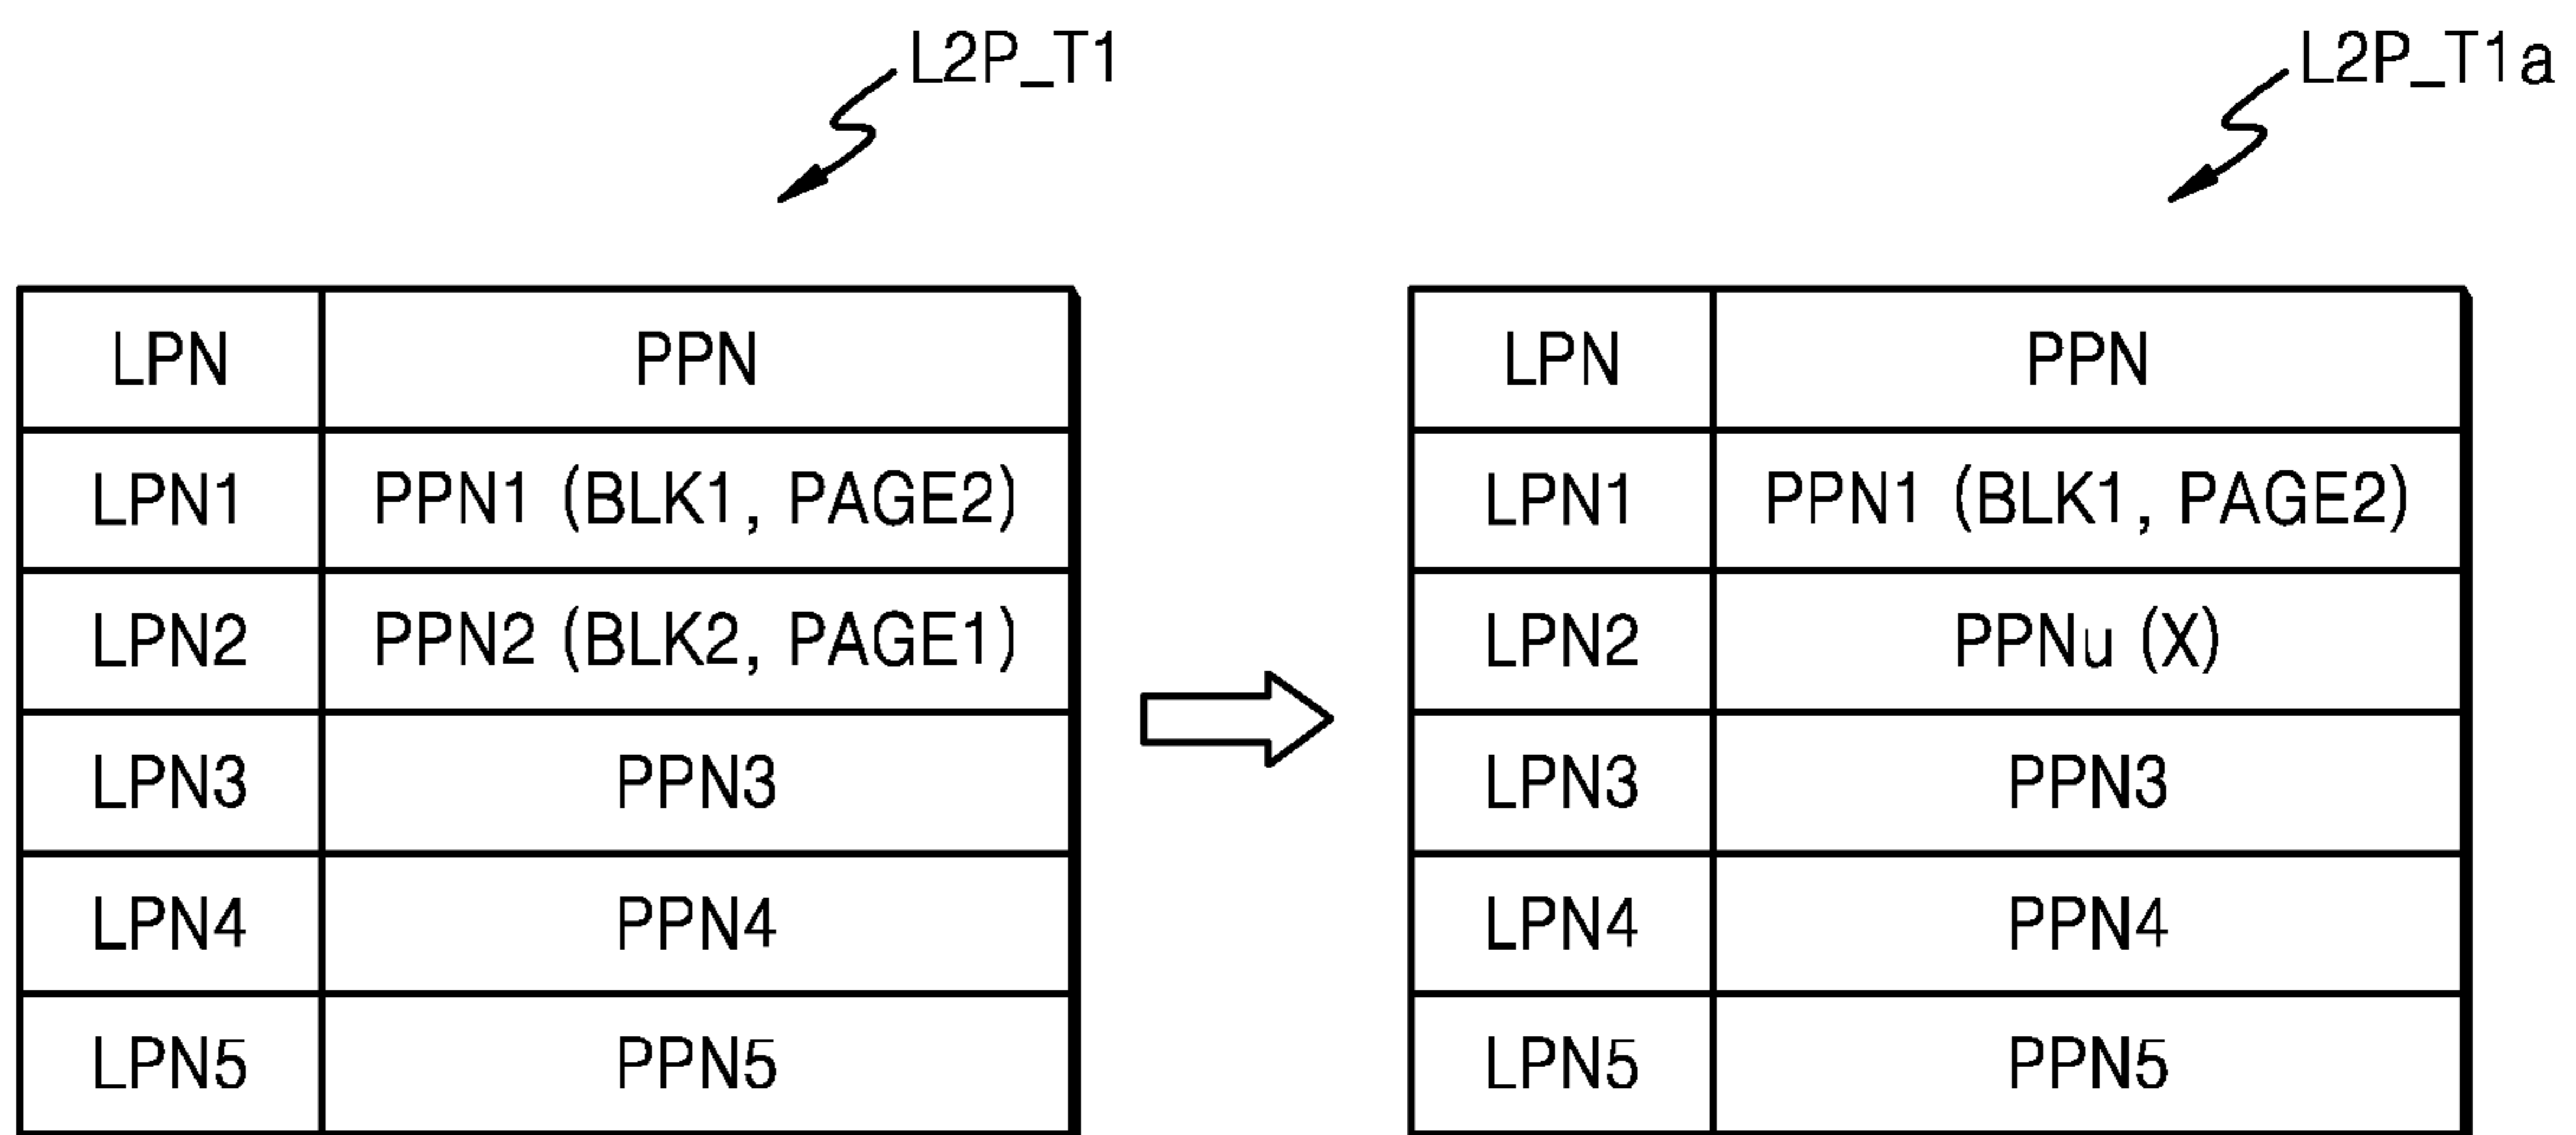 L2P_T1
LPN PPN
LPN1 PPN1 (BLK1, PAGE2)
LPN2 PPN2 (BLK2, PAGE1)
LPN3 PPN3
LPN4 PPN4
LPN5 PPN5
L2P_T1a
LPN PPN
LPN1 PPN1 (BLK1, PAGE2)
LPN2 PPNu (X)
LPN3 PPN3
LPN4 PPN4
LPN5 PPN5